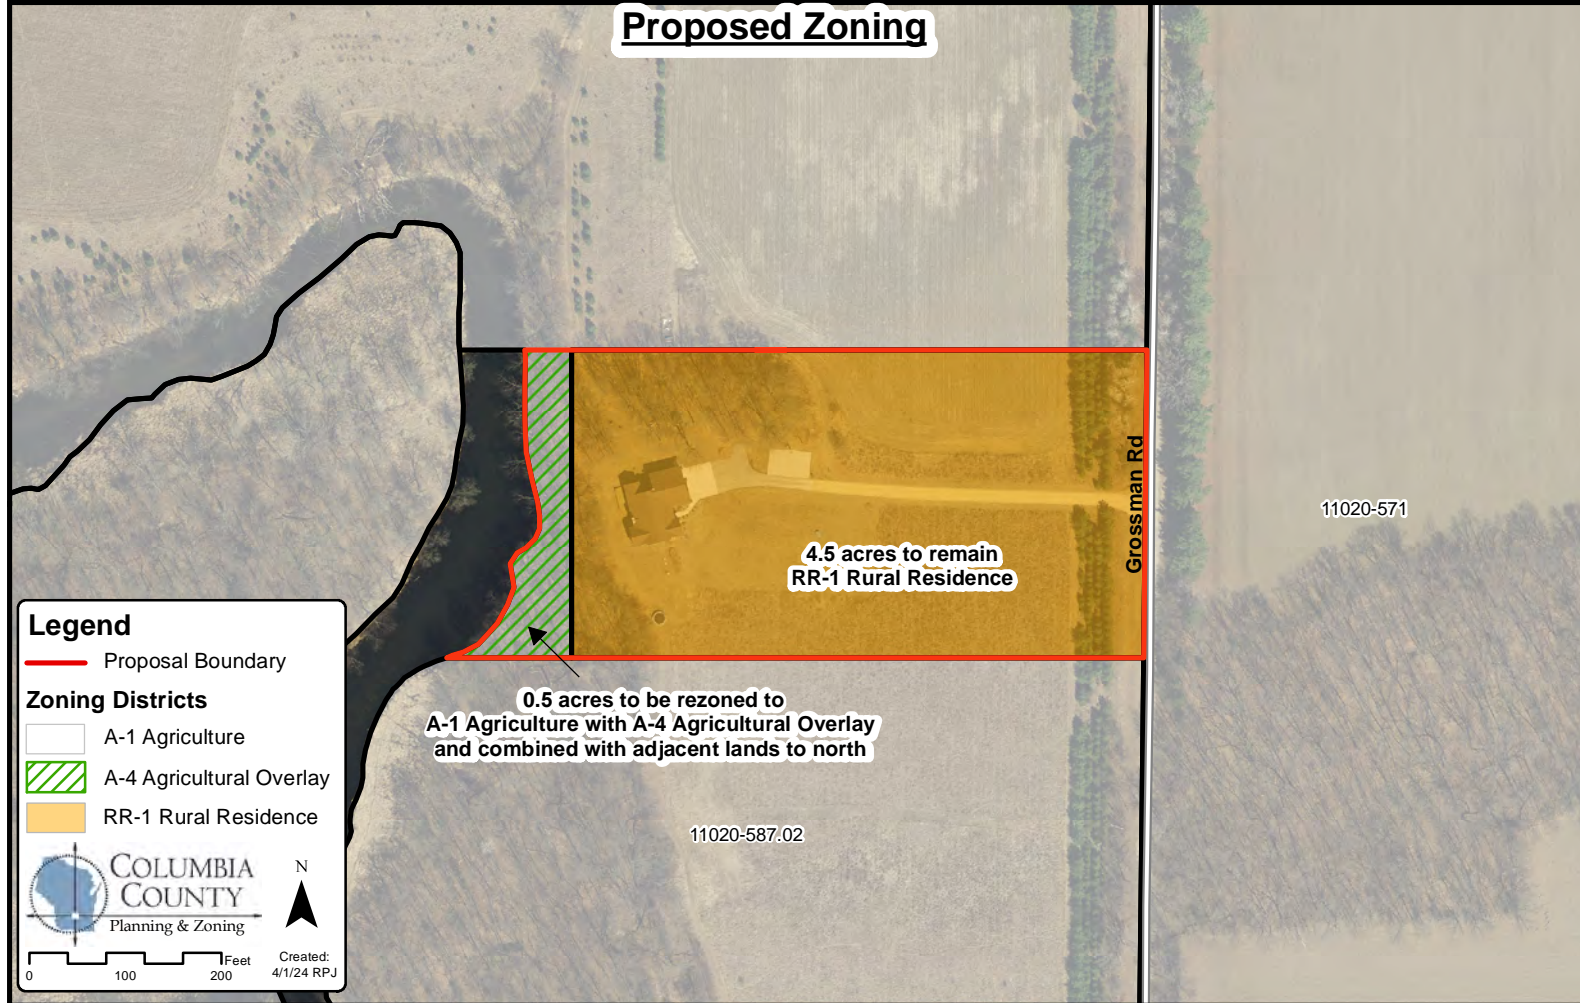 Proposed Zoning
Grossman Rd
11020-571
4.5 acres to remain
RR-1 Rural Residence
0.5 acres to be rezoned to
A-1 Agriculture with A-4 Agricultural Overlay
and combined with adjacent lands to north
11020-587.02
Legend
Proposal Boundary
Zoning Districts
A-1 Agriculture
A-4 Agricultural Overlay
RR-1 Rural Residence
COLUMBIA
COUNTY
Planning & Zoning
N
Feet
0 100 200
Created:
4/1/24 RPJ